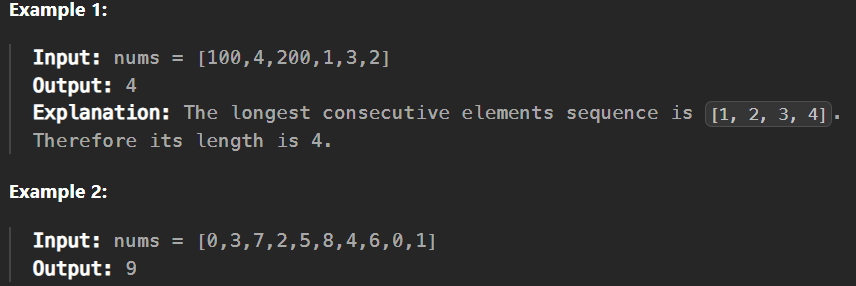 Example 1:
Input: nums = [100,4,200,1,3,2]
Output: 4
Explanation: The longest consecutive elements sequence is [1, 2, 3, 4].
Therefore its length is 4.
Example 2:
Input: nums = [0,3,7,2,5,8,4,6,0,1]
Output: 9